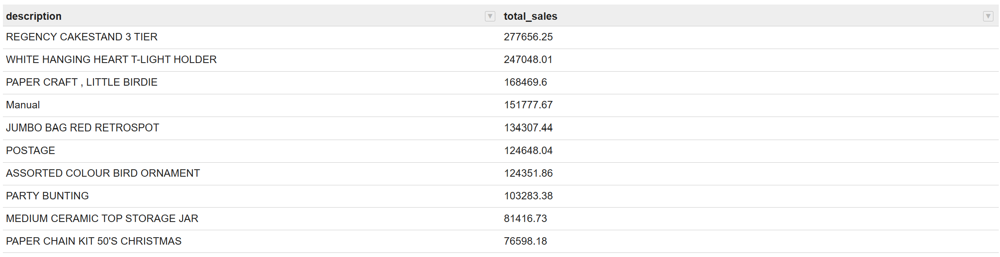 description total_sales
REGENCY CAKESTAND 3 TIER 277656.25
WHITE HANGING HEART T-LIGHT HOLDER 247048.01
PAPER CRAFT , LITTLE BIRDIE 168469.6
Manual 151777.67
JUMBO BAG RED RETROSPOT 134307.44
POSTAGE 124648.04
ASSORTED COLOUR BIRD ORNAMENT 124351.86
PARTY BUNTING 103283.38
MEDIUM CERAMIC TOP STORAGE JAR 81416.73
PAPER CHAIN KIT 50'S CHRISTMAS 76598.18